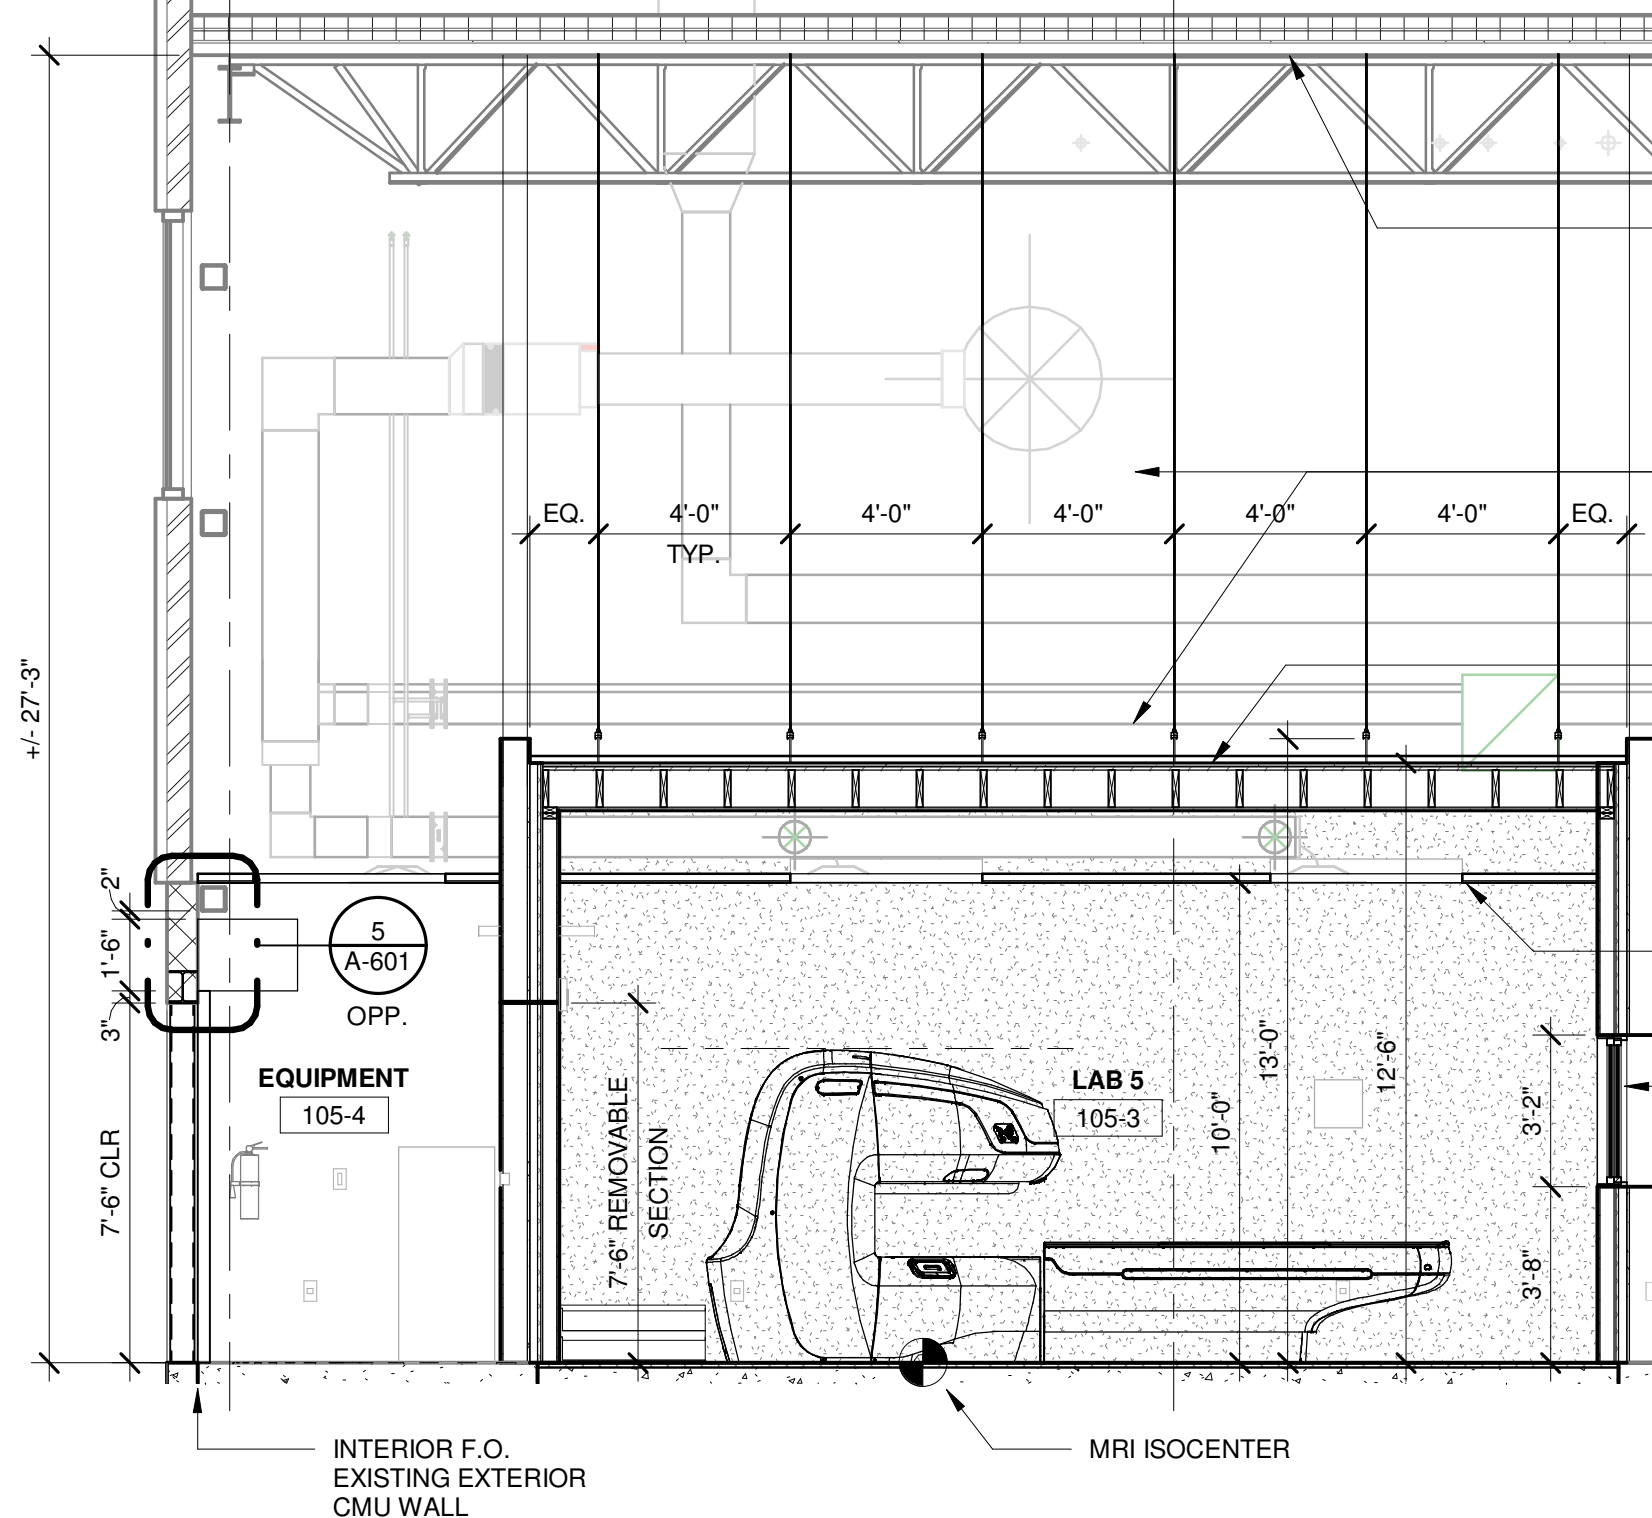 EQ.
4'-0"
4'-0"
4'-0"
4'-0"
4'-0"
EQ.
TYP.
+/- 27'-3"
2"
1'-6"
3"
7'-6" CLR
5
A-601
OPP.
EQUIPMENT
105-4
7'-6" REMOVABLE
SECTION
LAB 5
105-3
10'-0"
13'-0"
12'-6"
3'-2"
3'-8"
INTERIOR F.O.
EXISTING EXTERIOR
CMU WALL
MRI ISOCENTER